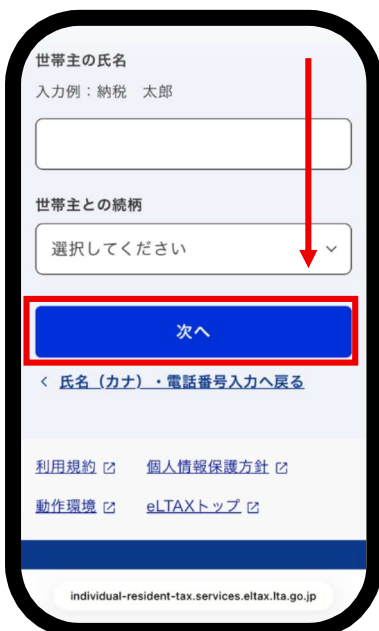 世帯主の氏名
入力例：納税　太郎
世帯主との続柄
選択してください
次へ
< 氏名（カナ）・電話番号入力へ戻る
利用規約　個人情報保護方針
動作環境　eLTAXトップ
individual-resident-tax.services.eltax.lta.go.jp